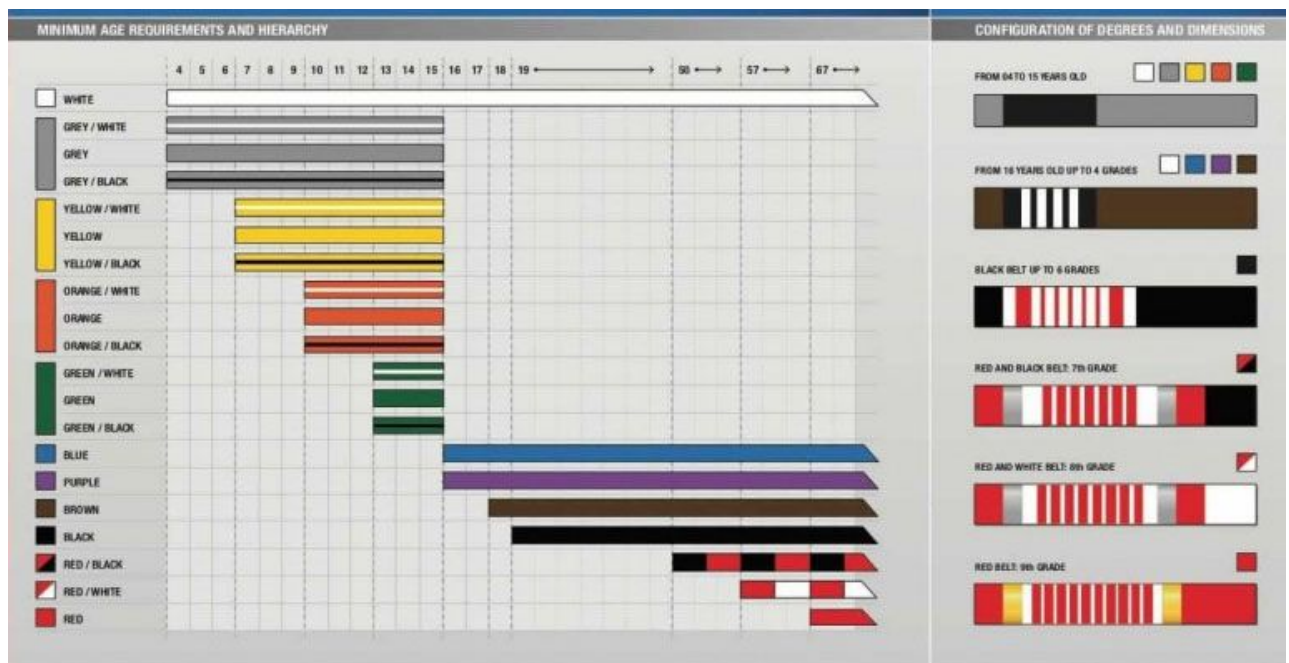 MINIMUM AGE REQUIREMENTS AND HIERARCHY
4 5 6 7 8 9 10 11 12 13 14 15 16 17 18 19 50 57 67
WHITE
GREY / WHITE
GREY
GREY / BLACK
YELLOW / WHITE
YELLOW
YELLOW / BLACK
ORANGE / WHITE
ORANGE
ORANGE / BLACK
GREEN / WHITE
GREEN
GREEN / BLACK
BLUE
PURPLE
BROWN
BLACK
RED / BLACK
RED / WHITE
RED
CONFIGURATION OF DEGREES AND DIMENSIONS
FROM 04 TO 15 YEARS OLD
FROM 16 YEARS OLD UP TO 4 GRADES
BLACK BELT UP TO 6 GRADES
RED AND BLACK BELT: 7th GRADE
RED AND WHITE BELT: 8th GRADE
RED BELT: 9th GRADE